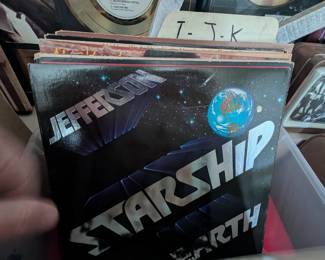 I - J - K
JEFFERSON
STARSHIP
EARTH